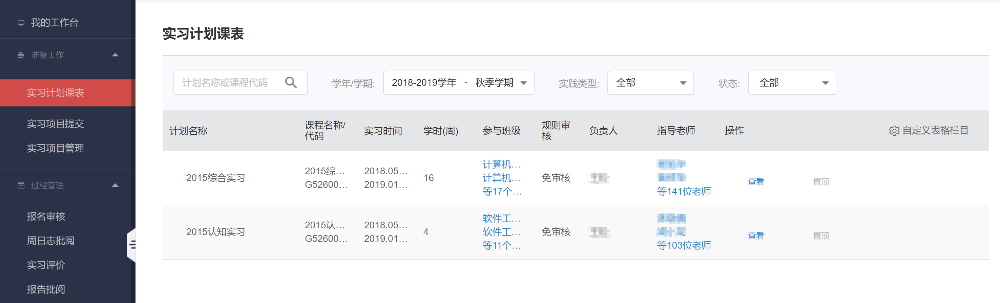 我的工作台
准备工作
实习计划课表
实习项目提交
实习项目管理
过程管理
报名审核
周日志批阅
实习评价
报告批阅
实习计划课表
计划名称或课程代码
学年/学期: 2018-2019学年 · 秋季学期
实践类型: 全部
状态: 全部
计划名称
课程名称/
代码
实习时间
学时(周)
参与班级
规则审
核
负责人
指导老师
操作
自定义表格栏目
2015综合实习
2015综...
G52600...
2018.05...
2019.01...
16
计算机...
计算机...
等17个...
免审核
等141位老师
查看
置顶
2015认知实习
2015认...
G52600...
2018.05...
2019.01...
4
软件工...
软件工...
等11个...
免审核
等103位老师
查看
置顶